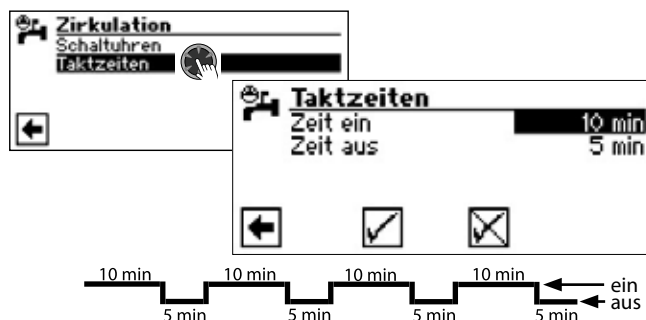 Zirkulation
Schaltuhren
Taktzeiten
Taktzeiten
Zeit ein 10 min
Zeit aus 5 min
10 min 10 min 10 min 10 min
ein
aus
5 min 5 min 5 min 5 min